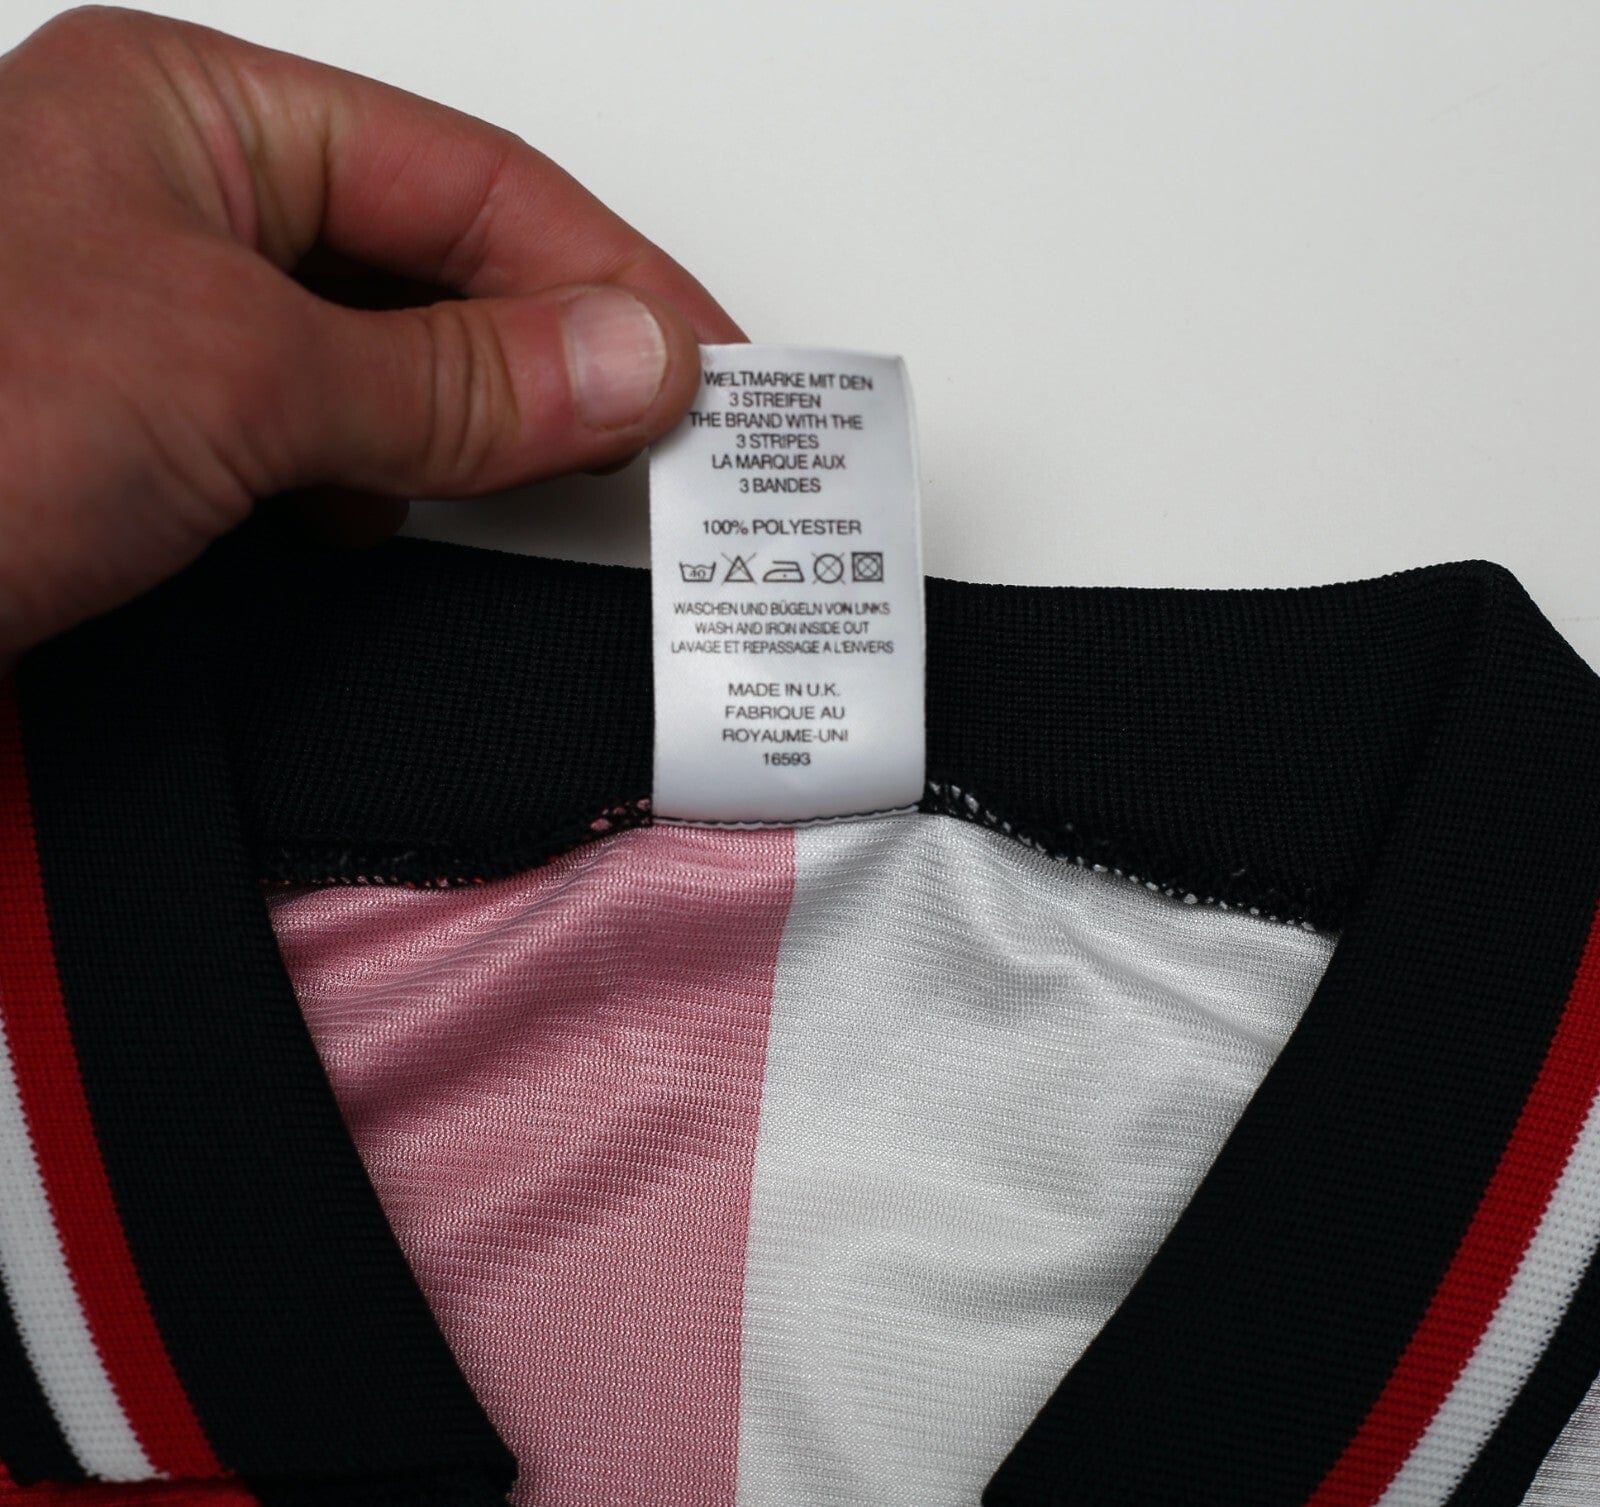 WELTMARKE MIT DEN
3 STREIFEN
THE BRAND WITH THE
3 STRIPES
LA MARQUE AUX
3 BANDES
100% POLYESTER
40
WASCHEN UND BÜGELN VON LINKS
WASH AND IRON INSIDE OUT
LAVAGE ET REPASSAGE A L'ENVERS
MADE IN U.K.
FABRIQUE AU
ROYAUME-UNI
16593